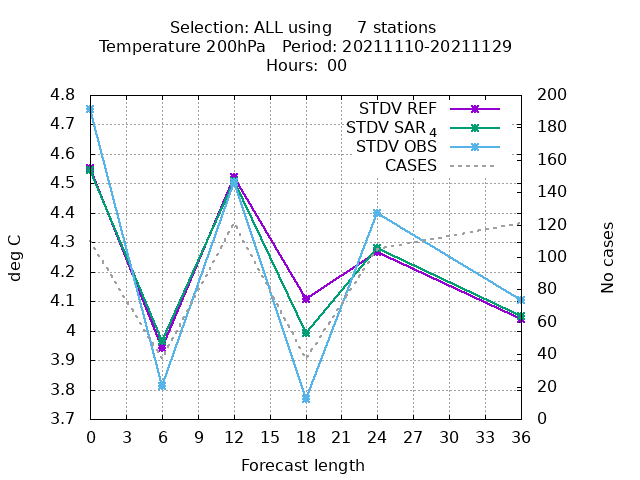 Selection: ALL using     7 stations
Temperature 200hPa   Period: 20211110-20211129
Hours:  00
STDV REF
STDV SAR 4
STDV OBS
CASES
4.8
4.7
4.6
4.5
4.4
4.3
4.2
4.1
4
3.9
3.8
3.7
deg C
200
180
160
140
120
100
80
60
40
20
0
No cases
0 3 6 9 12 15 18 21 24 27 30 33 36
Forecast length